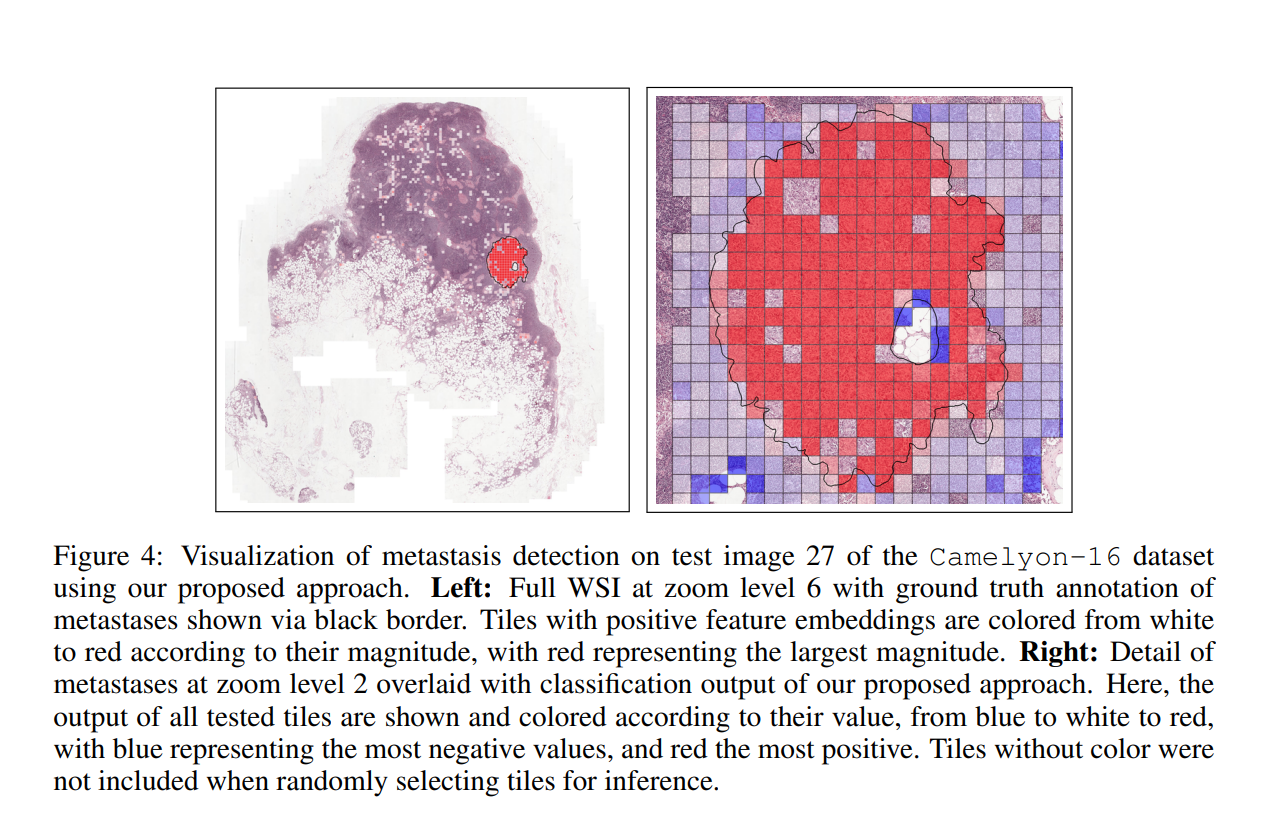 Figure 4: Visualization of metastasis detection on test image 27 of the Camelyon-16 dataset
using our proposed approach. Left: Full WSI at zoom level 6 with ground truth annotation of
metastases shown via black border. Tiles with positive feature embeddings are colored from white
to red according to their magnitude, with red representing the largest magnitude. Right: Detail of
metastases at zoom level 2 overlaid with classification output of our proposed approach. Here, the
output of all tested tiles are shown and colored according to their value, from blue to white to red,
with blue representing the most negative values, and red the most positive. Tiles without color were
not included when randomly selecting tiles for inference.